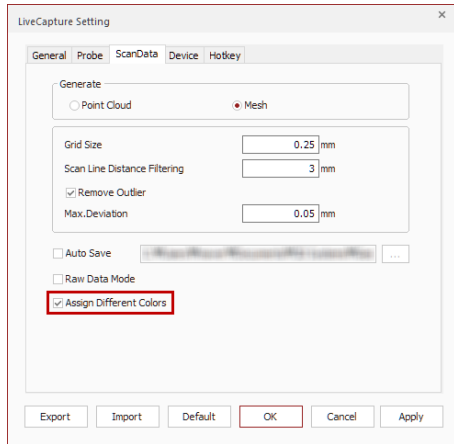 LiveCapture Setting
General Probe ScanData Device Hotkey
Generate
Point Cloud Mesh
Grid Size 0.25 mm
Scan Line Distance Filtering 3 mm
Remove Outlier
Max.Deviation 0.05 mm
Auto Save ...
Raw Data Mode
Assign Different Colors
Export Import Default OK Cancel Apply